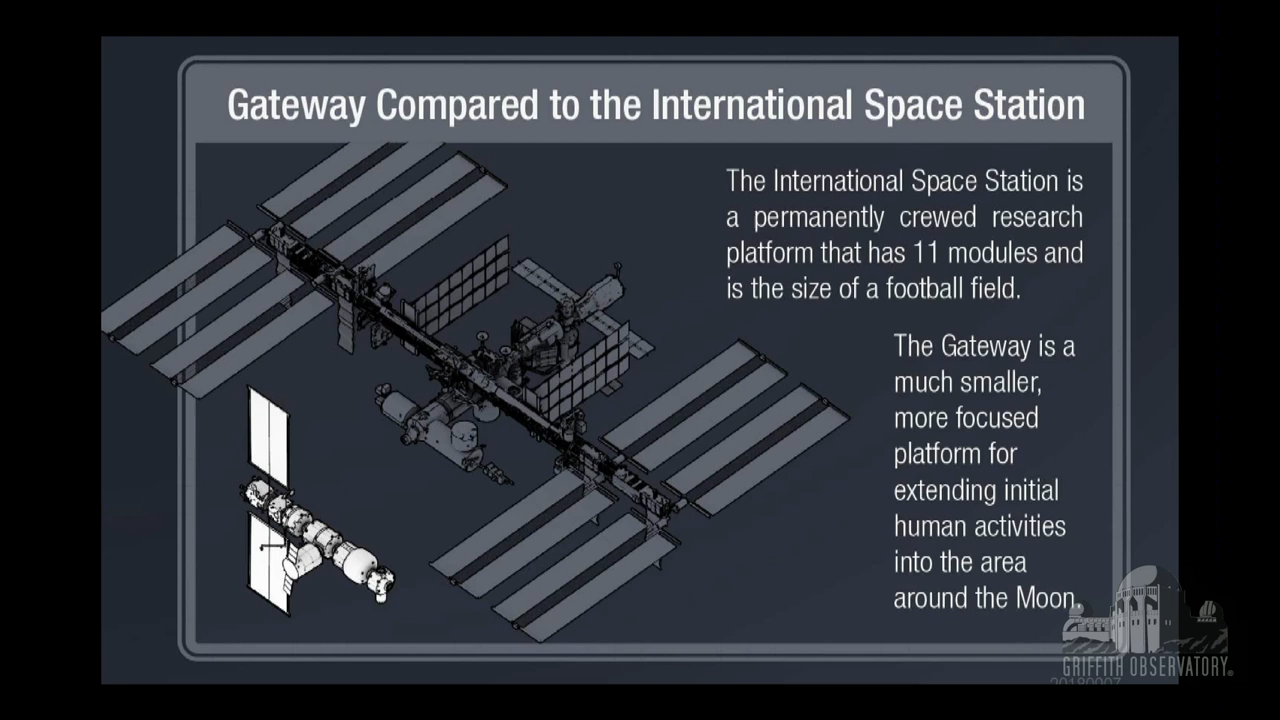 Gateway Compared to the International Space Station
The International Space Station is
a permanently crewed research
platform that has 11 modules and
is the size of a football field.
The Gateway is a
much smaller,
more focused
platform for
extending initial
human activities
into the area
around the Moon.
GRIFFITH OBSERVATORY®
20180907